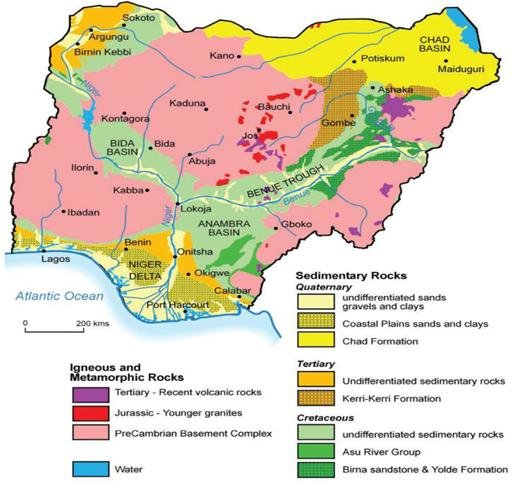 Sokoto
Argungu
Birnin Kebbi
Kano
CHAD
BASIN
Potiskum
Maiduguri
Niger
Ashaka
Kaduna
Bauchi
Kontagora
Gombe
Jos
BIDA
BASIN
Bida
Abuja
Ilorin
BENUE TROUGH
Kabba
Benue
Lokoja
Ibadan
Niger
ANAMBRA
BASIN
Gboko
Benin
Onitsha
Lagos
NIGER
DELTA
Okigwe
Calabar
Port Harcourt
Atlantic Ocean
0
200 kms
Sedimentary Rocks
Quaternary
undifferentiated sands
gravels and clays
Coastal Plains sands and clays
Chad Formation
Tertiary
Undifferentiated sedimentary rocks
Kerri-Kerri Formation
Cretaceous
undifferentiated sedimentary rocks
Asu River Group
Birna sandstone & Yolde Formation
Igneous and
Metamorphic Rocks
Tertiary - Recent volcanic rocks
Jurassic - Younger granites
PreCambrian Basement Complex
Water